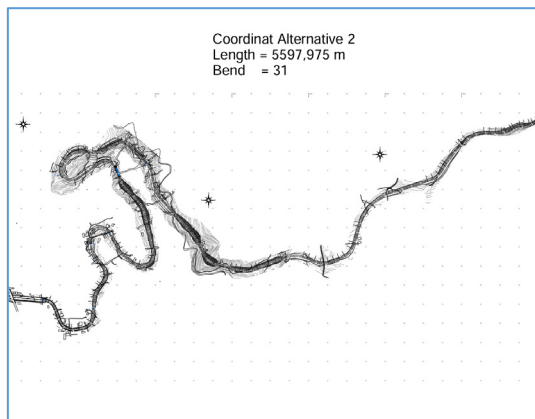 Coordinat Alternative 2
Length = 5597,975 m
Bend = 31